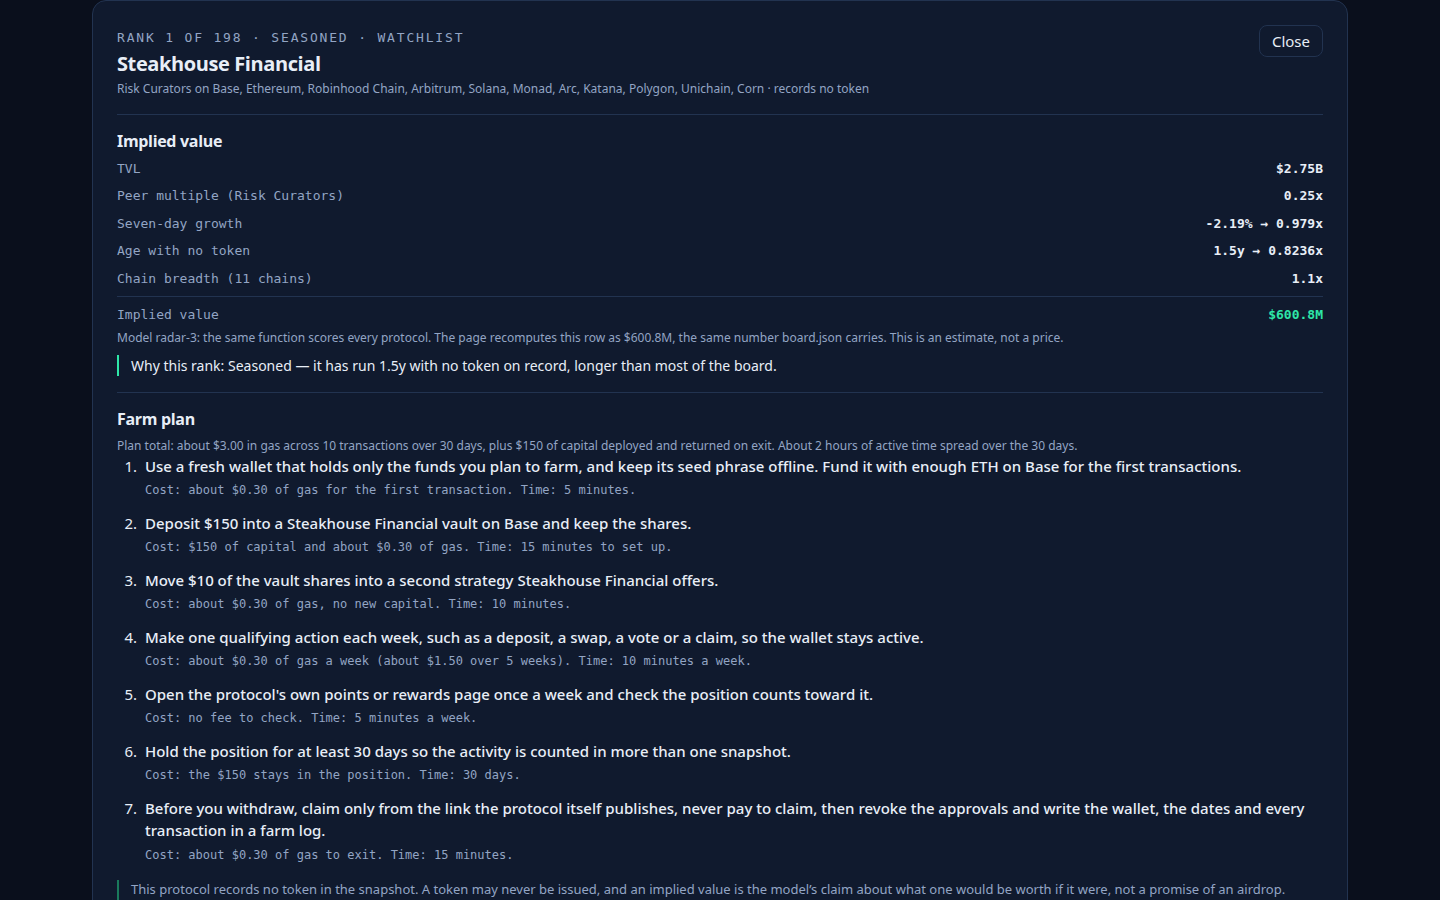 RANK 1 OF 198 · SEASONED · WATCHLIST
Close
Steakhouse Financial
Risk Curators on Base, Ethereum, Robinhood Chain, Arbitrum, Solana, Monad, Arc, Katana, Polygon, Unichain, Corn · records no token
Implied value
TVL $2.75B
Peer multiple (Risk Curators) 0.25x
Seven-day growth -2.19% → 0.979x
Age with no token 1.5y → 0.8236x
Chain breadth (11 chains) 1.1x
Implied value $600.8M
Model radar-3: the same function scores every protocol. The page recomputes this row as $600.8M, the same number board.json carries. This is an estimate, not a price.
Why this rank: Seasoned — it has run 1.5y with no token on record, longer than most of the board.
Farm plan
Plan total: about $3.00 in gas across 10 transactions over 30 days, plus $150 of capital deployed and returned on exit. About 2 hours of active time spread over the 30 days.
1. Use a fresh wallet that holds only the funds you plan to farm, and keep its seed phrase offline. Fund it with enough ETH on Base for the first transactions.
Cost: about $0.30 of gas for the first transaction. Time: 5 minutes.
2. Deposit $150 into a Steakhouse Financial vault on Base and keep the shares.
Cost: $150 of capital and about $0.30 of gas. Time: 15 minutes to set up.
3. Move $10 of the vault shares into a second strategy Steakhouse Financial offers.
Cost: about $0.30 of gas, no new capital. Time: 10 minutes.
4. Make one qualifying action each week, such as a deposit, a swap, a vote or a claim, so the wallet stays active.
Cost: about $0.30 of gas a week (about $1.50 over 5 weeks). Time: 10 minutes a week.
5. Open the protocol's own points or rewards page once a week and check the position counts toward it.
Cost: no fee to check. Time: 5 minutes a week.
6. Hold the position for at least 30 days so the activity is counted in more than one snapshot.
Cost: the $150 stays in the position. Time: 30 days.
7. Before you withdraw, claim only from the link the protocol itself publishes, never pay to claim, then revoke the approvals and write the wallet, the dates and every
transaction in a farm log.
Cost: about $0.30 of gas to exit. Time: 15 minutes.
This protocol records no token in the snapshot. A token may never be issued, and an implied value is the model's claim about what one would be worth if it were, not a promise of an airdrop.